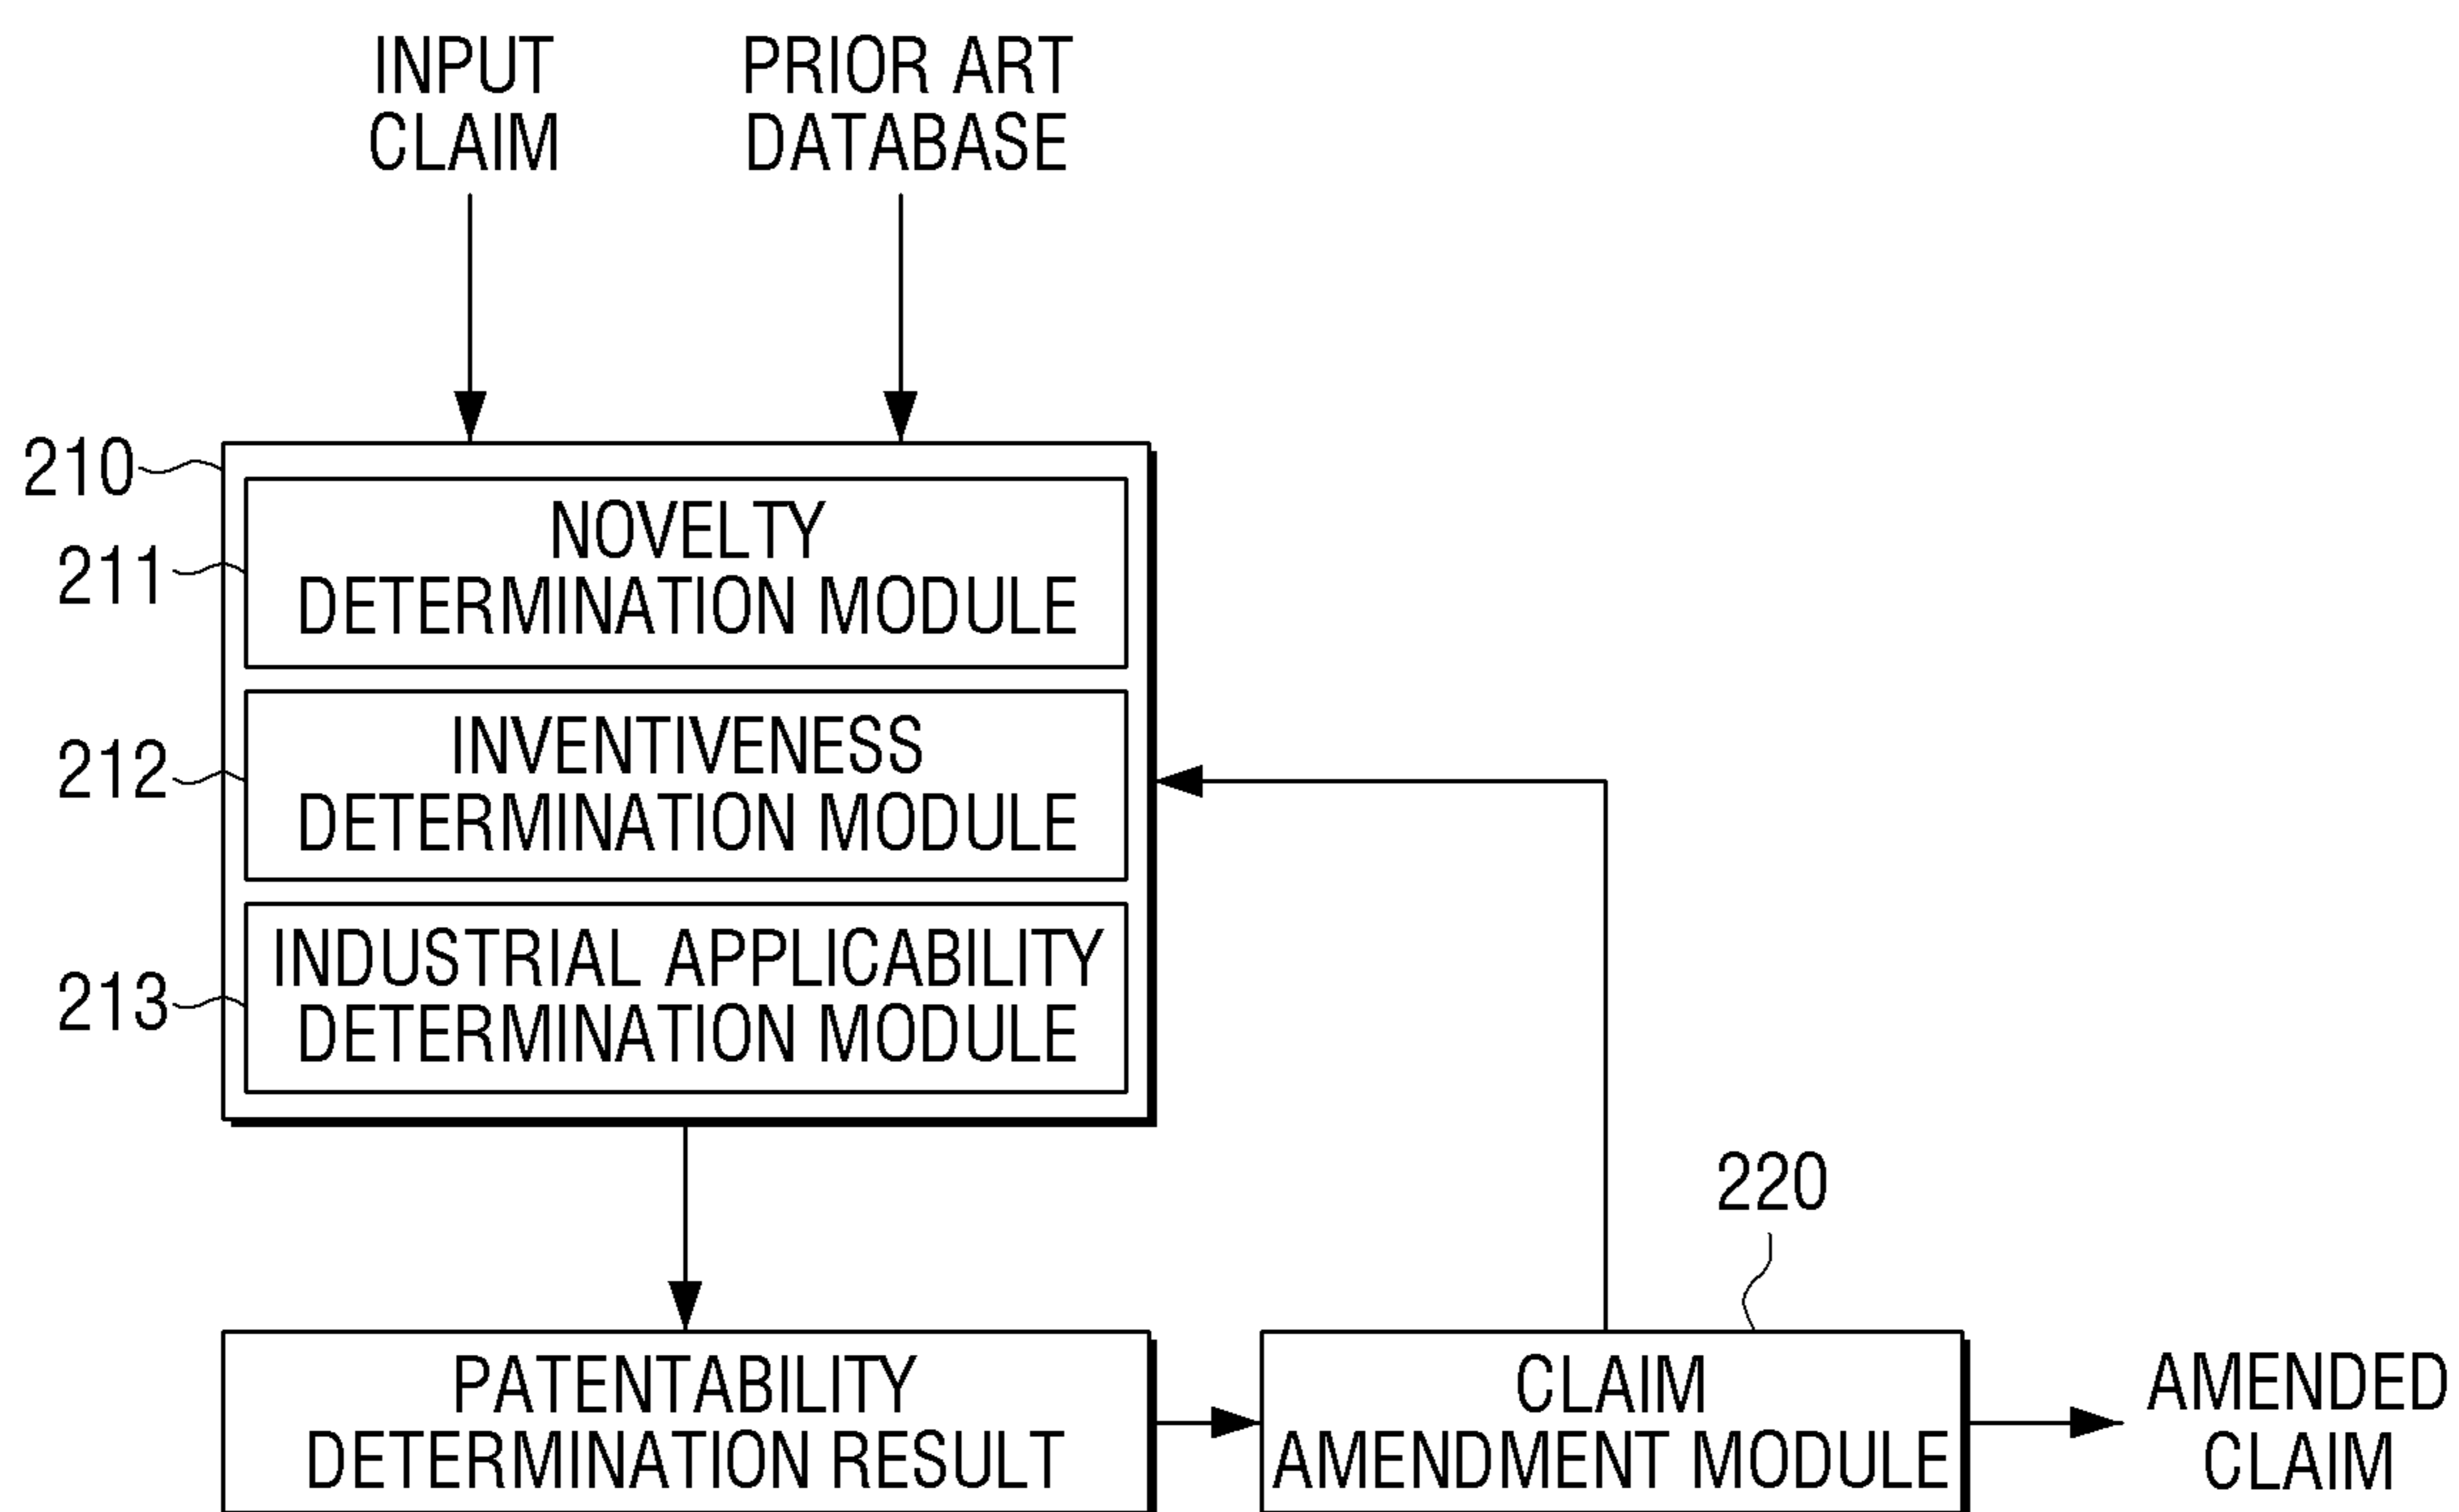 INPUT
CLAIM
PRIOR ART
DATABASE
210
NOVELTY
DETERMINATION MODULE
211
INVENTIVENESS
DETERMINATION MODULE
212
INDUSTRIAL APPLICABILITY
DETERMINATION MODULE
213
220
PATENTABILITY
DETERMINATION RESULT
CLAIM
AMENDMENT MODULE
AMENDED
CLAIM